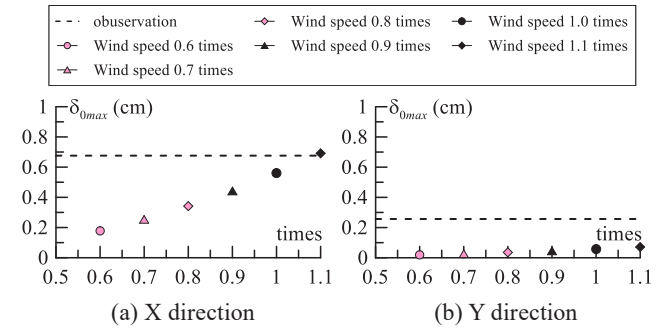 obuservation
Wind speed 0.8 times
Wind speed 1.0 times
Wind speed 0.6 times
Wind speed 0.9 times
Wind speed 1.1 times
Wind speed 0.7 times
δ0max (cm)
1
0.8
0.6
0.4
0.2
0
times
0.5 0.6 0.7 0.8 0.9 1 1.1
(a) X direction
δ0max (cm)
1
0.8
0.6
0.4
0.2
0
times
0.5 0.6 0.7 0.8 0.9 1 1.1
(b) Y direction